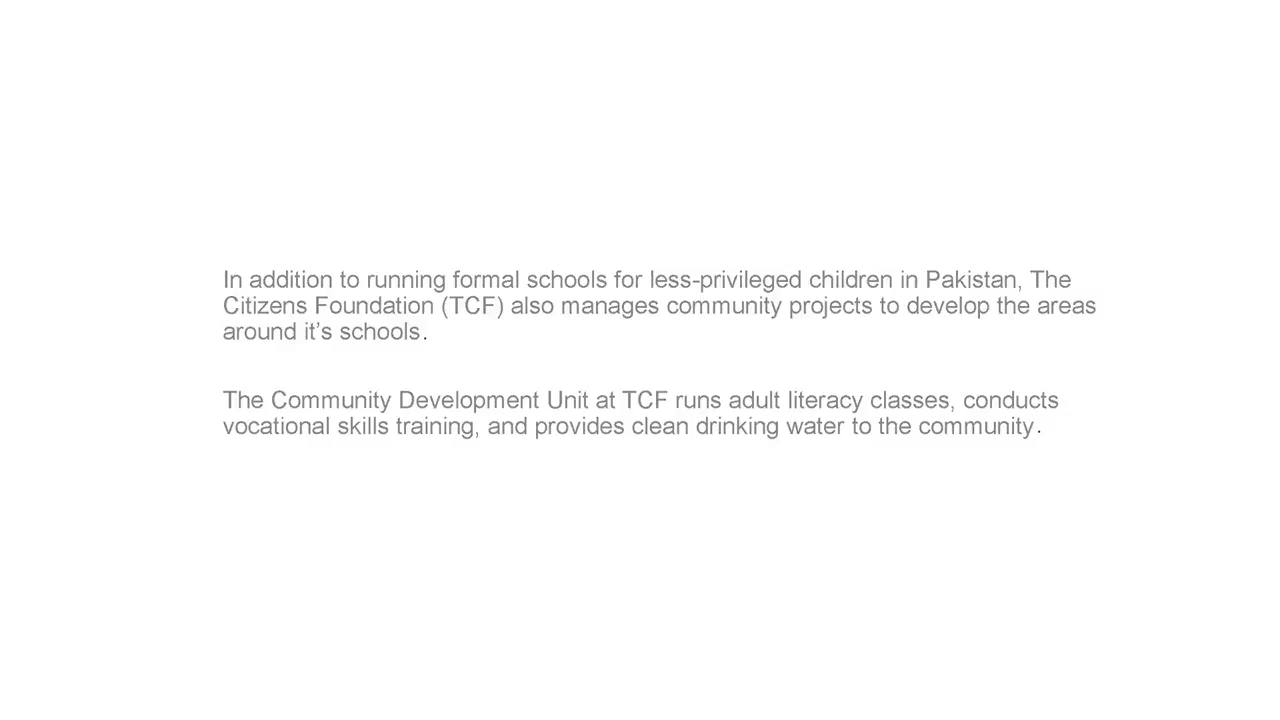 In addition to running formal schools for less-privileged children in Pakistan, The
Citizens Foundation (TCF) also manages community projects to develop the areas
around it’s schools.
The Community Development Unit at TCF runs adult literacy classes, conducts
vocational skills training, and provides clean drinking water to the community.